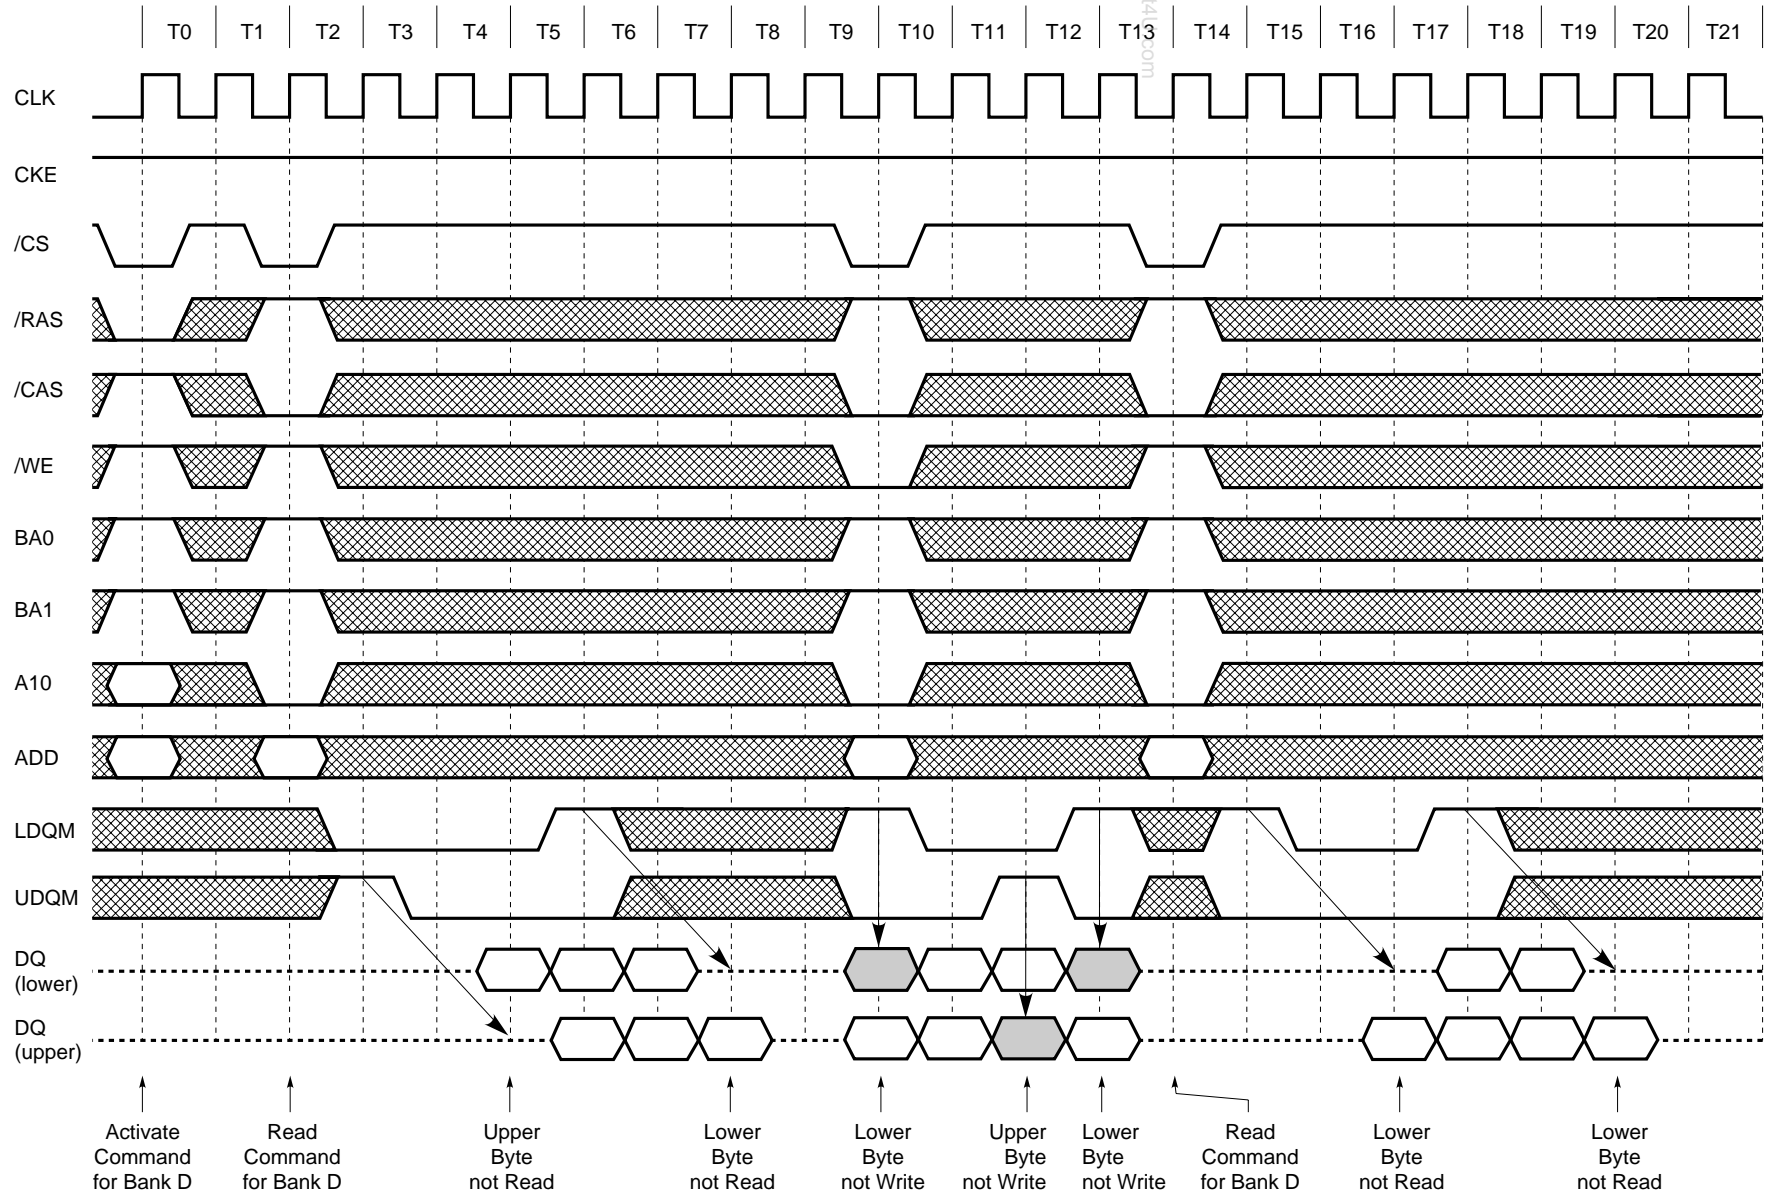 T0 T1 T2 T3 T4 T5 T6 T7 T8 T9 T10 T11 T12 T13 T14 T15 T16 T17 T18 T19 T20 T21
CLK
CKE
/CS
/RAS
/CAS
/WE
BA0
BA1
A10
ADD
LDQM
UDQM
DQ
(lower)
DQ
(upper)
Activate
Command
for Bank D
Read
Command
for Bank D
Upper
Byte
not Read
Lower
Byte
not Read
Lower
Byte
not Write
Upper
Byte
not Write
Lower
Byte
not Write
Read
Command
for Bank D
Lower
Byte
not Read
Lower
Byte
not Read